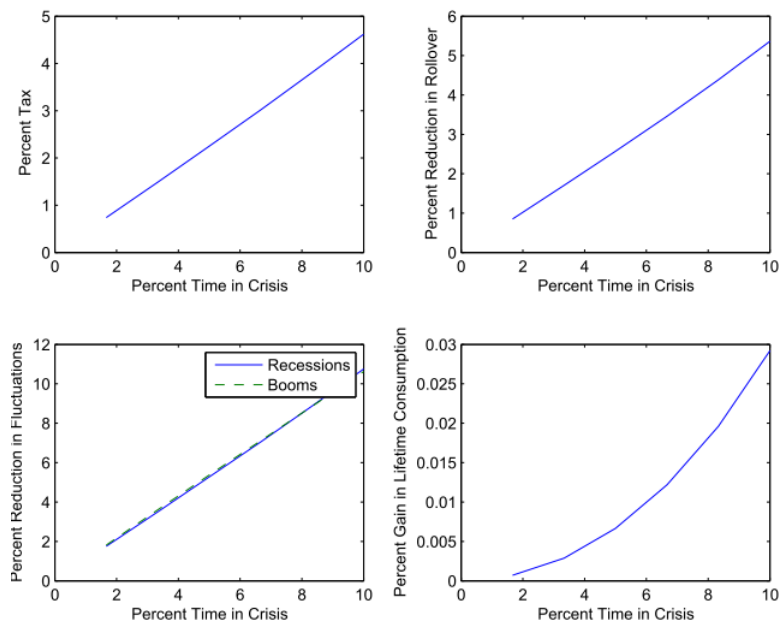 5
4
3
2
1
0
Percent Tax
0 2 4 6 8 10
Percent Time in Crisis
6
5
4
3
2
1
0
Percent Reduction in Rollover
0 2 4 6 8 10
Percent Time in Crisis
12
10
8
6
4
2
0
Percent Reduction in Fluctuations
Recessions
Booms
0 2 4 6 8 10
Percent Time in Crisis
0.03
0.025
0.02
0.015
0.01
0.005
0
Percent Gain in Lifetime Consumption
0 2 4 6 8 10
Percent Time in Crisis